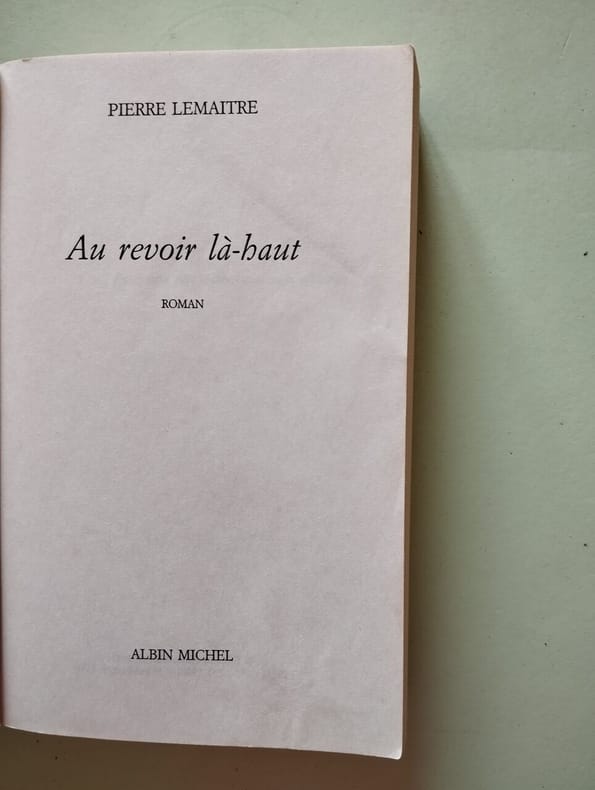 PIERRE LEMAITRE
Au revoir là-haut
ROMAN
ALBIN MICHEL